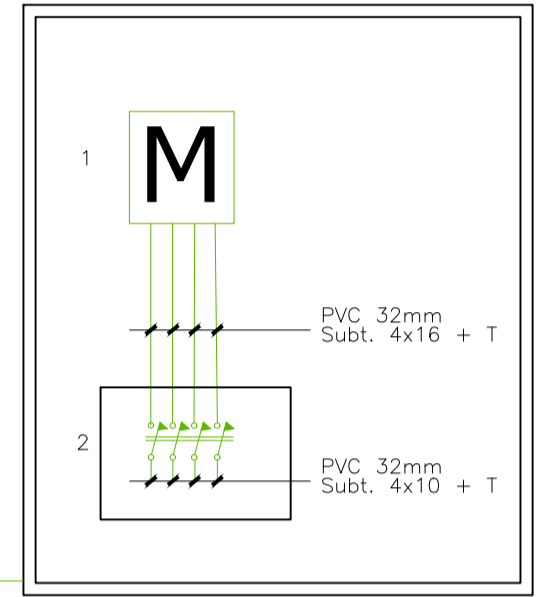 M
1
PVC 32mm
Subt. 4x16 + T
2
PVC 32mm
Subt. 4x10 + T